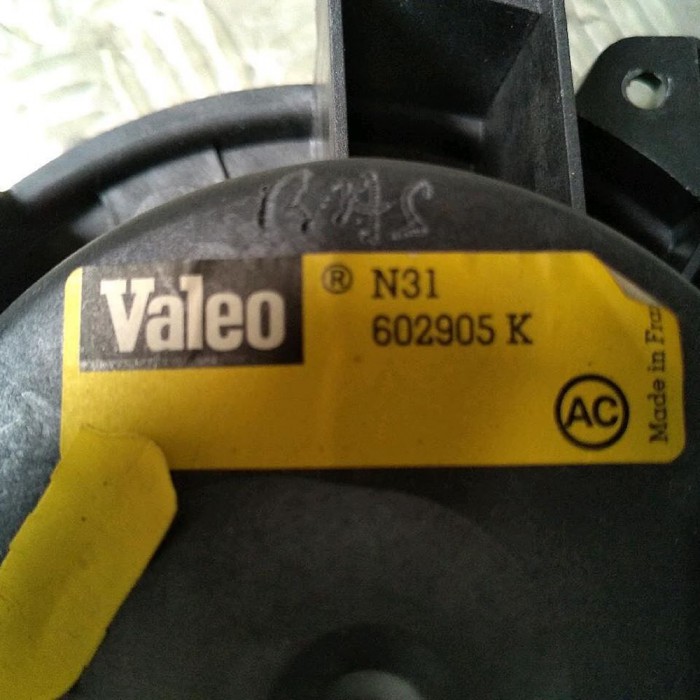 Valeo ® N31
602905 K
AC
Made in Fra